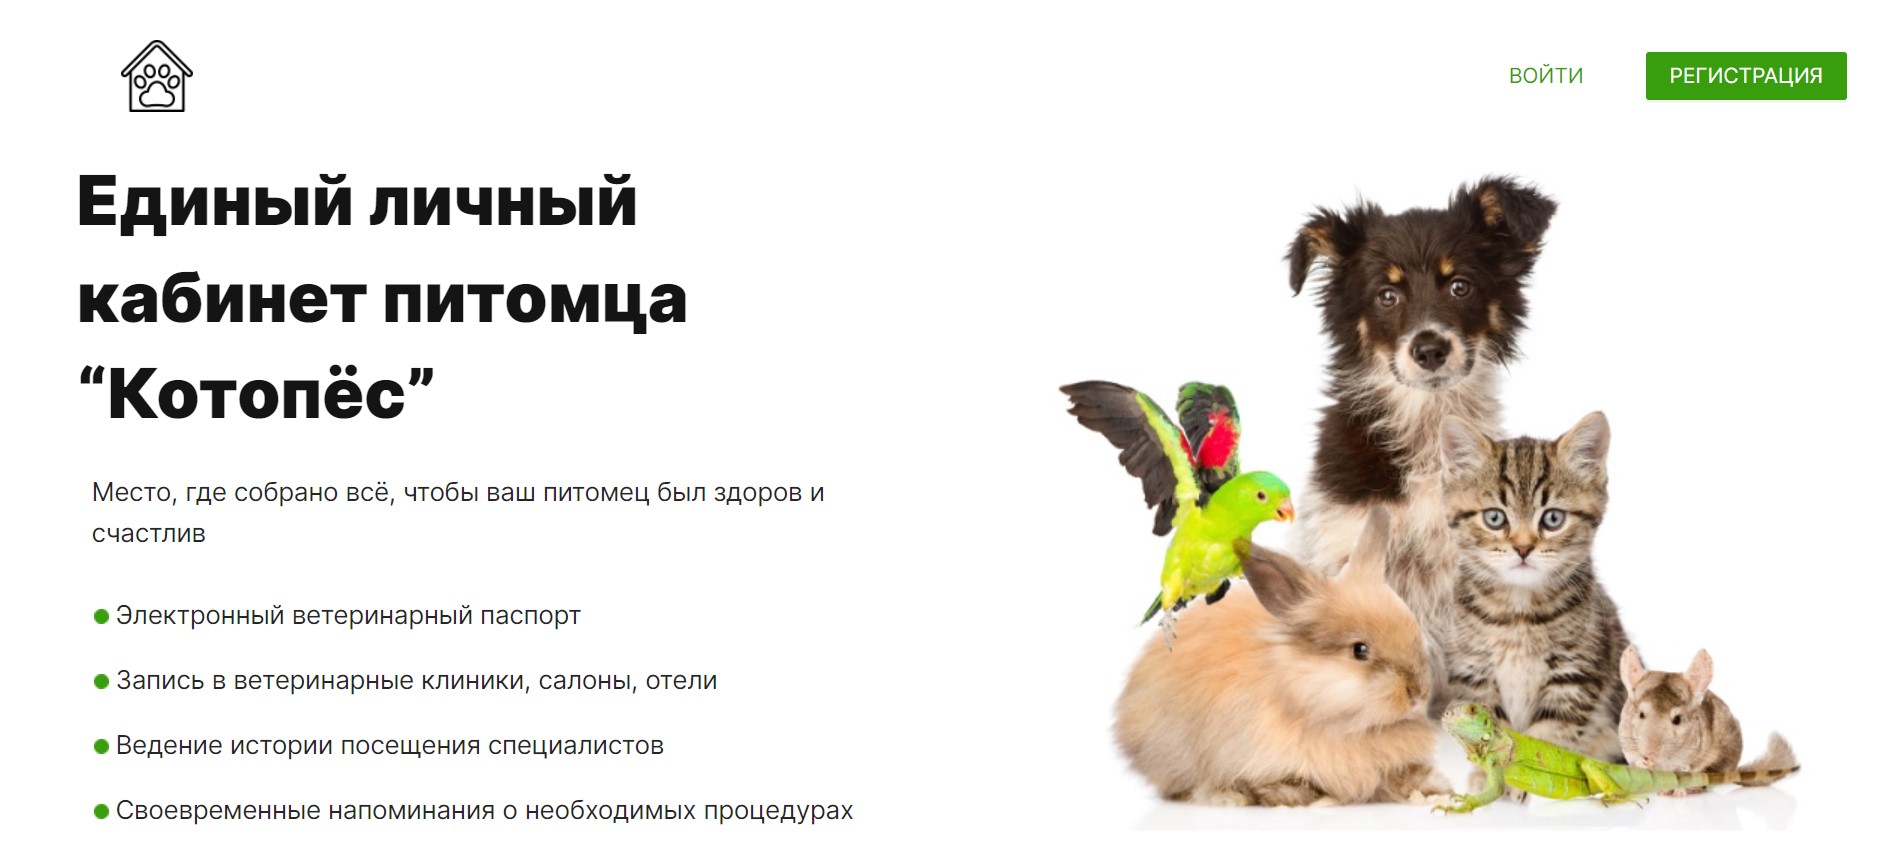 ВОЙТИ
РЕГИСТРАЦИЯ
Единый личный
кабинет питомца
“Котопёс”
Место, где собрано всё, чтобы ваш питомец был здоров и
счастлив
Электронный ветеринарный паспорт
Запись в ветеринарные клиники, салоны, отели
Ведение истории посещения специалистов
Своевременные напоминания о необходимых процедурах